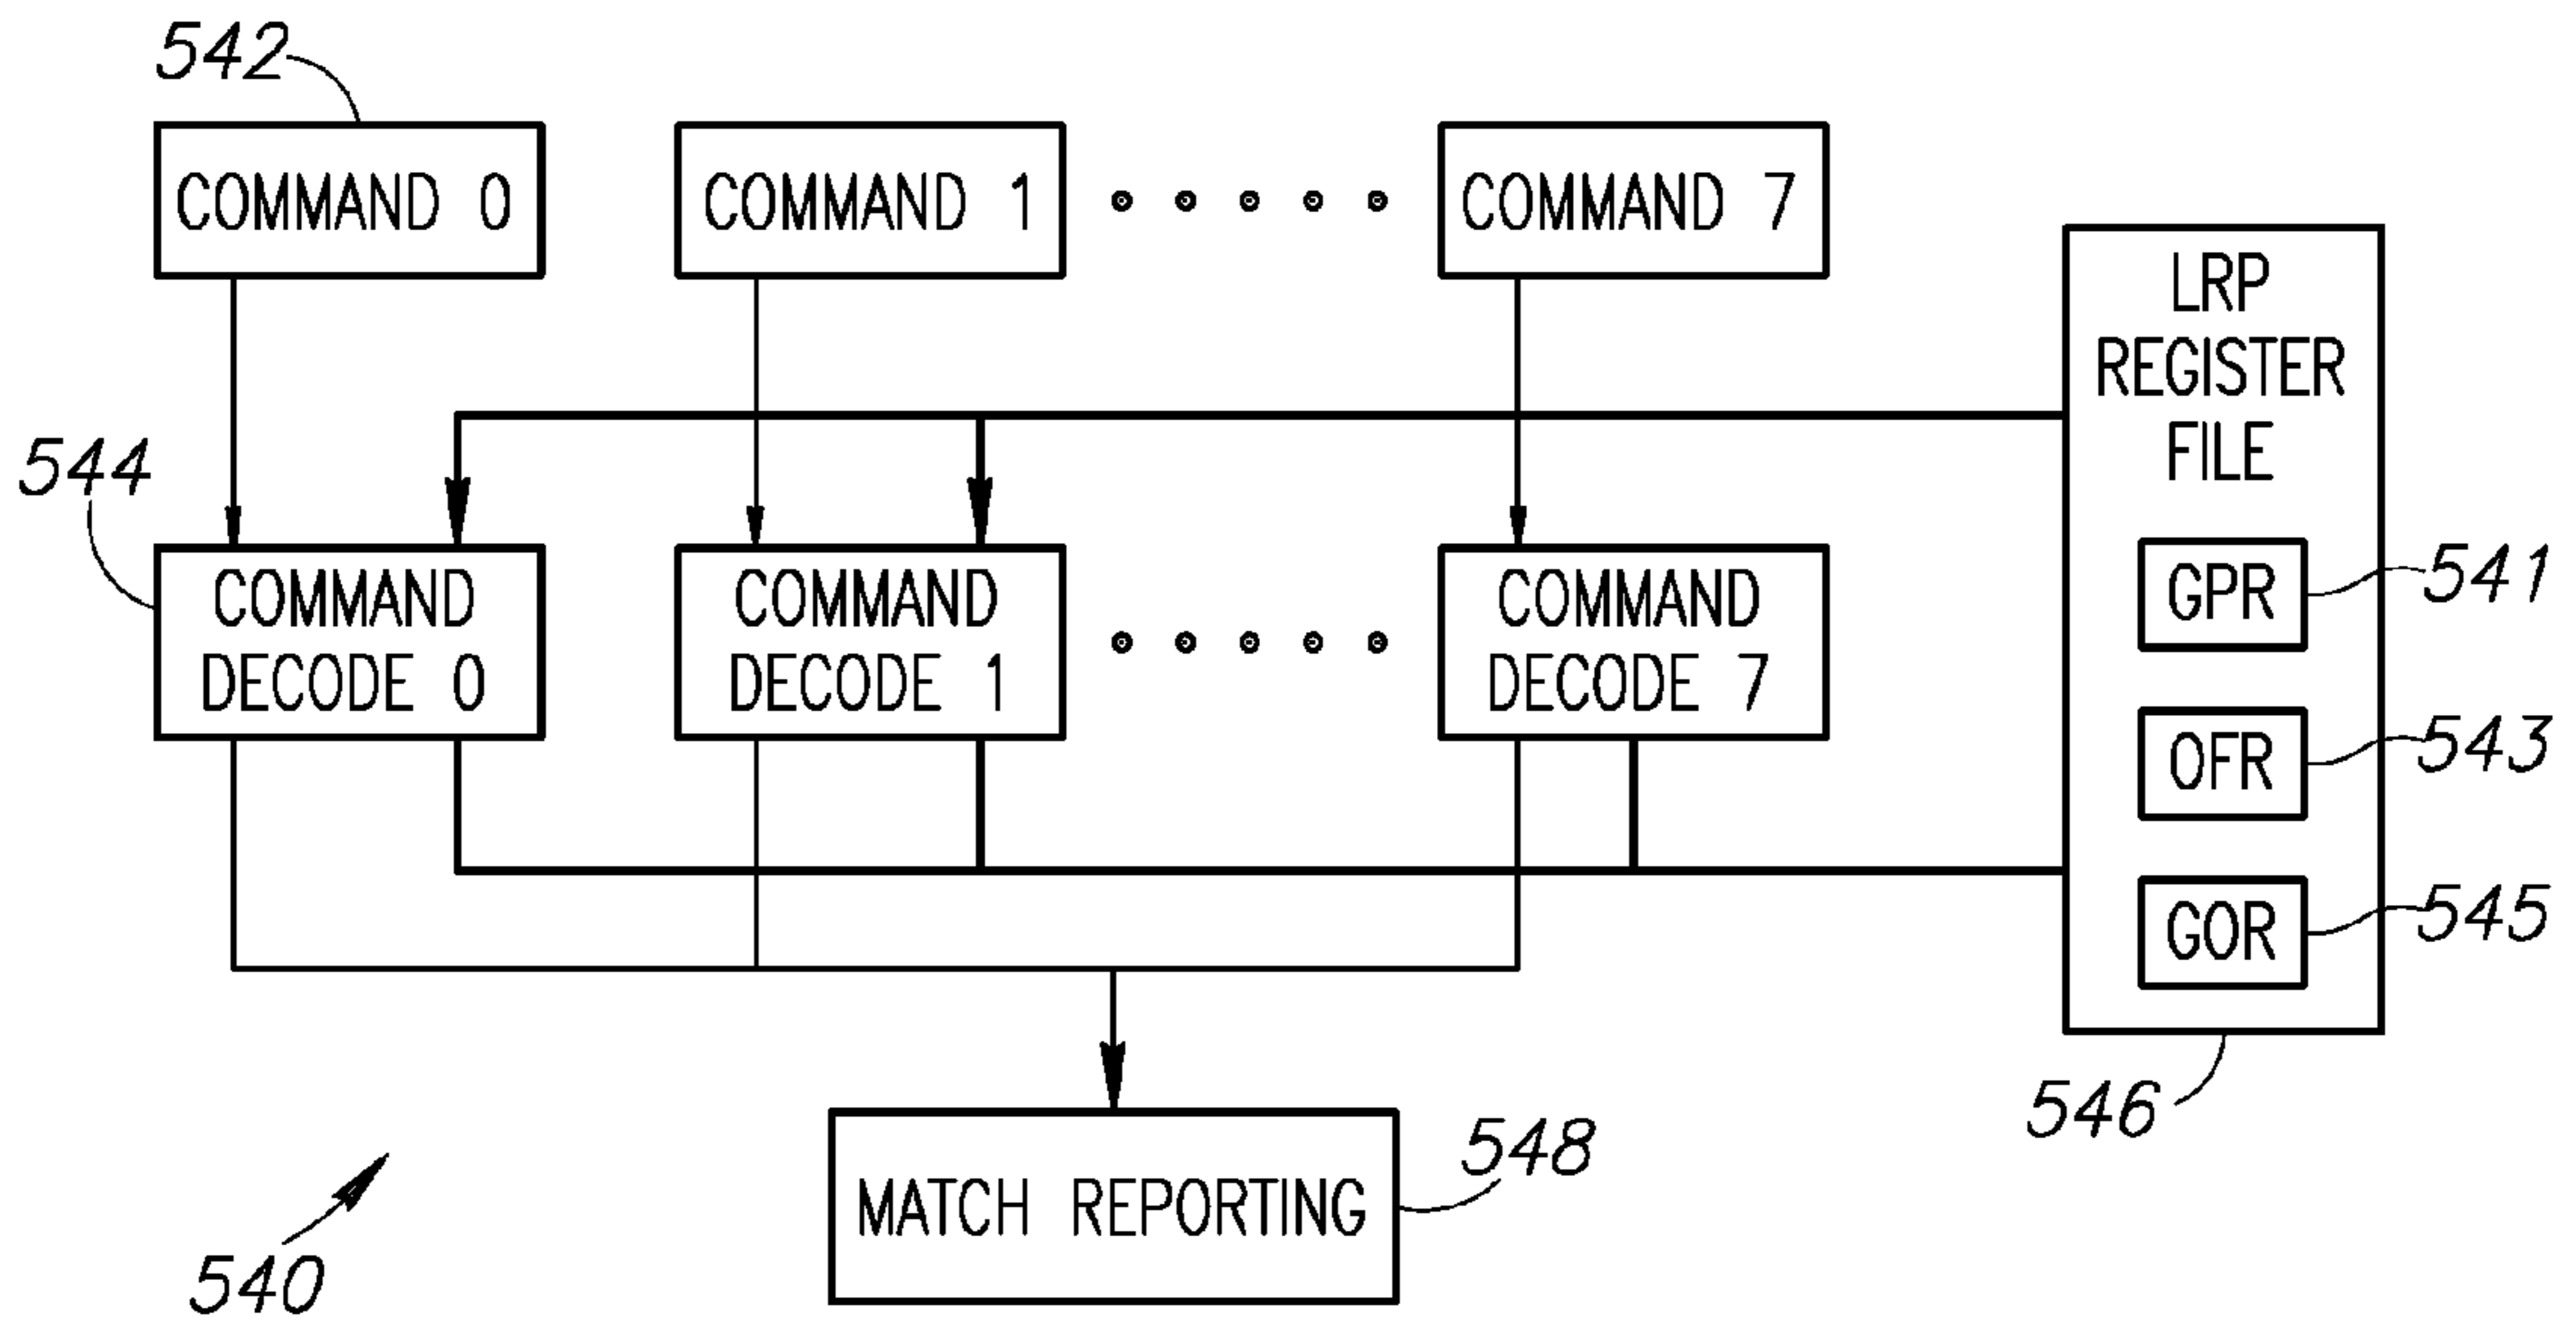 542
COMMAND 0
COMMAND 1
COMMAND 7
LRP
REGISTER
FILE
544
COMMAND
DECODE 0
COMMAND
DECODE 1
COMMAND
DECODE 7
GPR
541
OFR
543
GOR
545
546
MATCH REPORTING
548
540